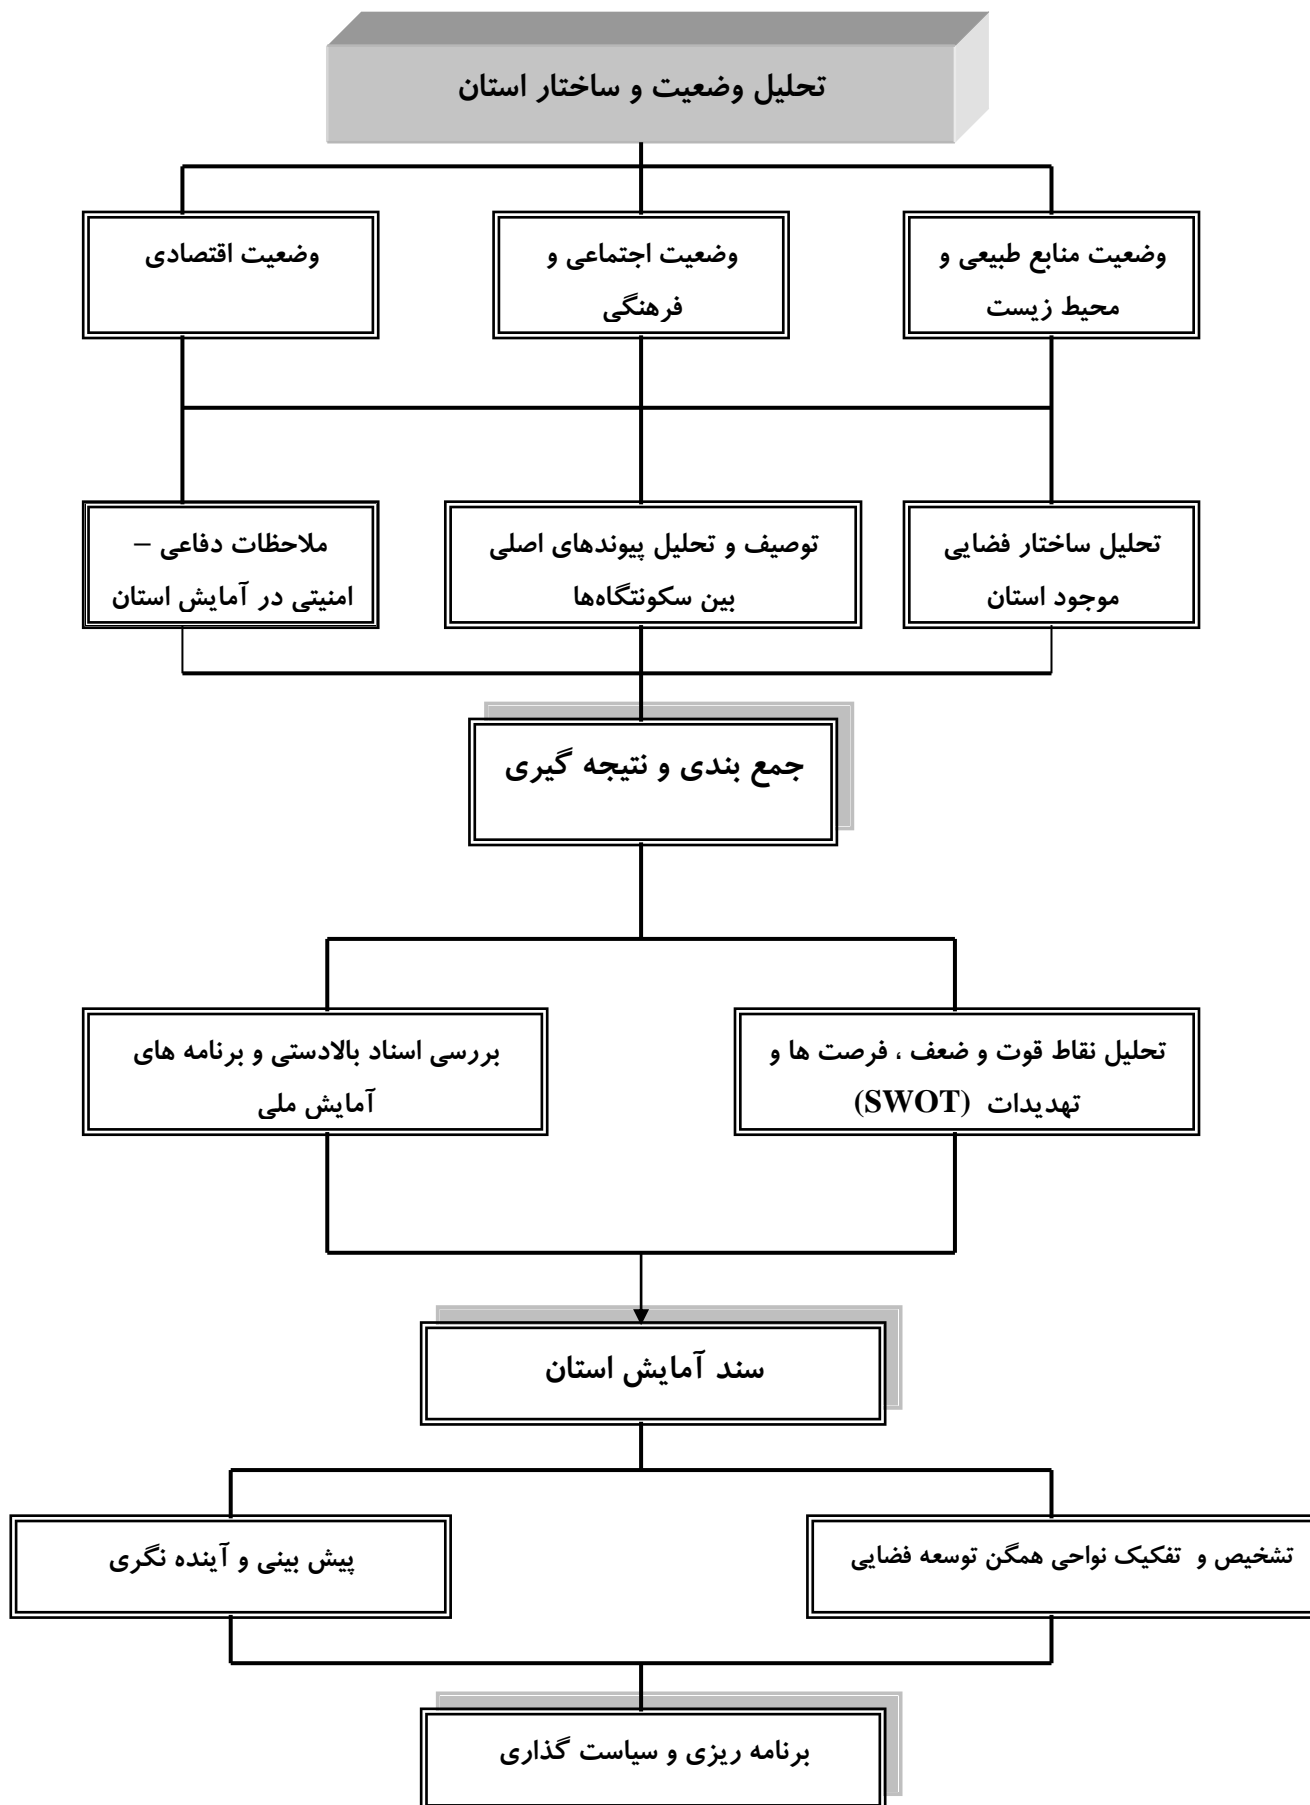 تحلیل وضعیت و ساختار استان
وضعیت منابع طبیعی و
محیط زیست
وضعیت اجتماعی و
فرهنگی
وضعیت اقتصادی
تحلیل ساختار فضایی
موجود استان
توصیف و تحلیل پیوندهای اصلی
بین سکونتگاه‌ها
ملاحظات دفاعی –
امنیتی در آمایش استان
جمع بندی و نتیجه گیری
تحلیل نقاط قوت و ضعف ، فرصت ها و
تهدیدات (SWOT)
بررسی اسناد بالادستی و برنامه های
آمایش ملی
سند آمایش استان
تشخیص و تفکیک نواحی همگن توسعه فضایی
پیش بینی و آینده نگری
برنامه ریزی و سیاست گذاری